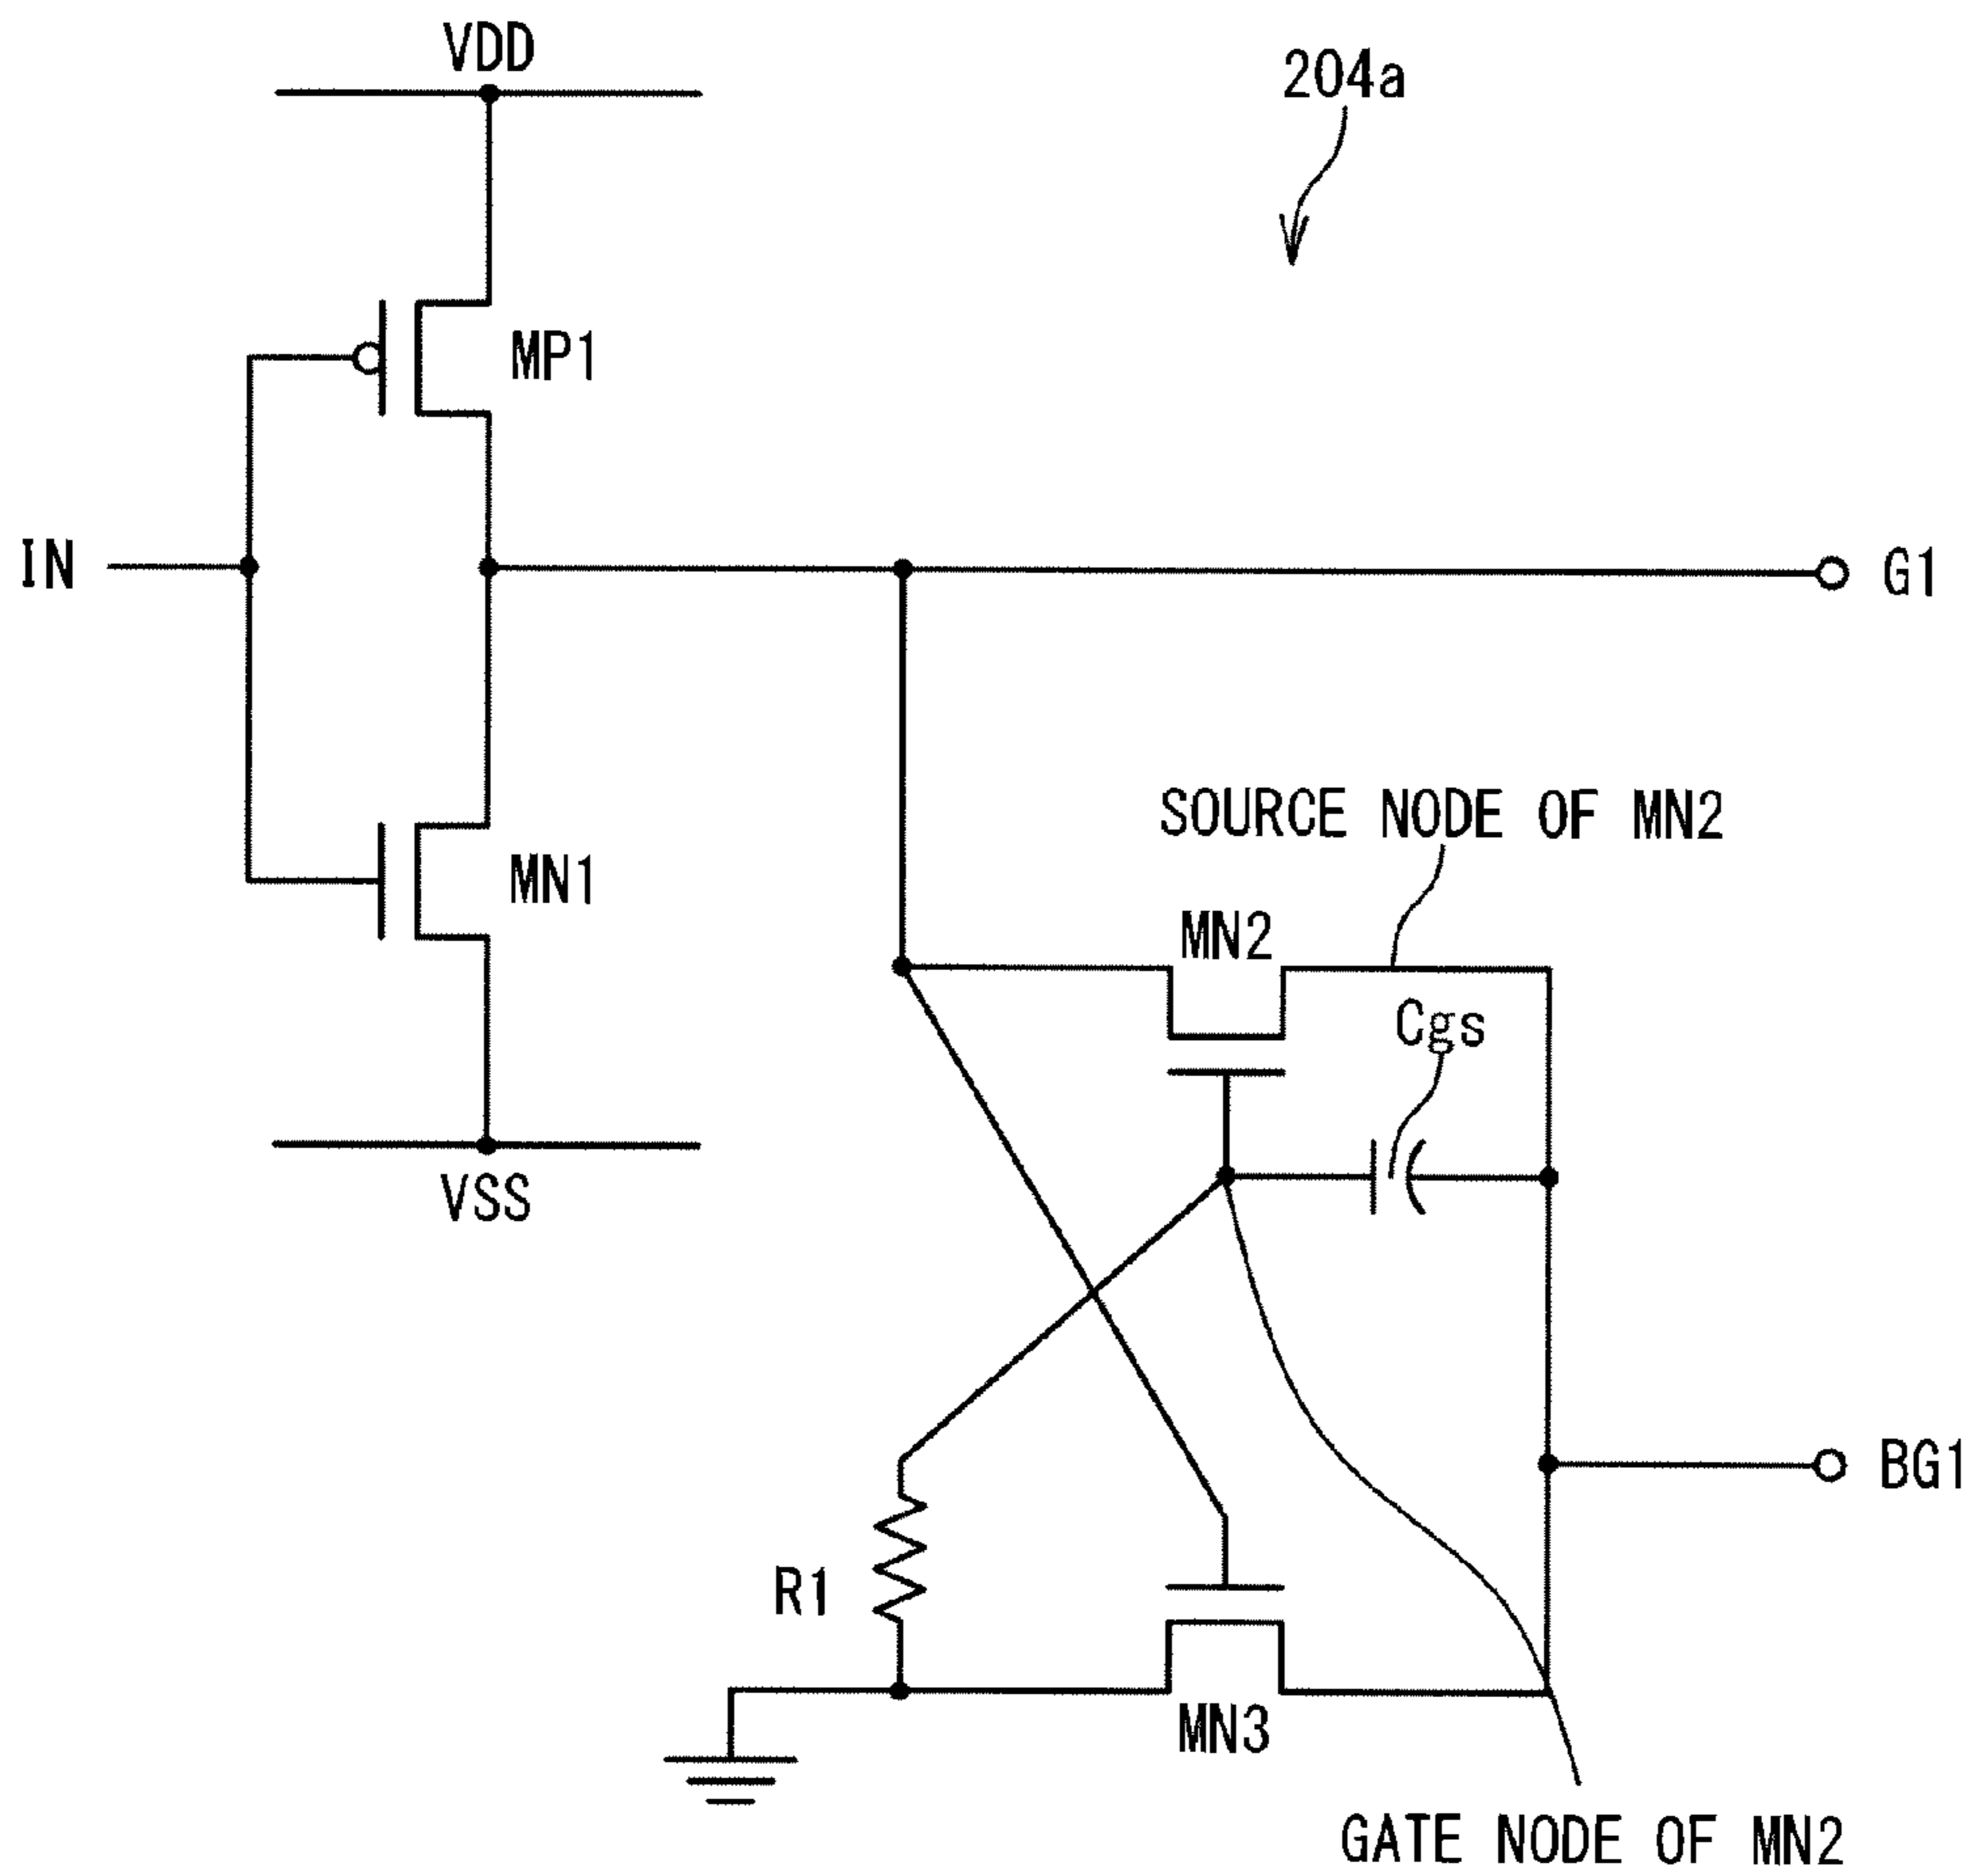 VDD
204a
MP1
IN
G1
SOURCE NODE OF MN2
MN1
MN2
Cgs
VSS
BG1
R1
MN3
GATE NODE OF MN2